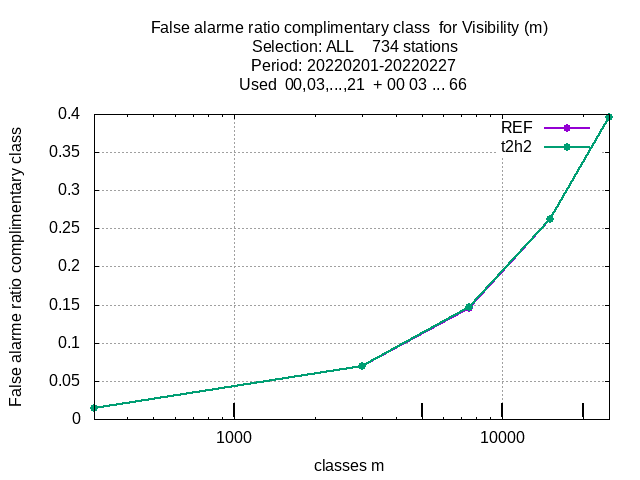 False alarme ratio complimentary class  for Visibility (m)
Selection: ALL    734 stations
Period: 20220201-20220227
Used  00,03,...,21  + 00 03 ... 66
False alarme ratio complimentary class
0.4
0.35
0.3
0.25
0.2
0.15
0.1
0.05
0
REF
t2h2
1000
10000
classes m